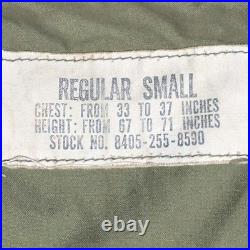 REGULAR SMALL
CHEST: FROM 33 TO 37 INCHES
HEIGHT: FROM 67 TO 71 INCHES
STOCK NO. 8405-255-8590